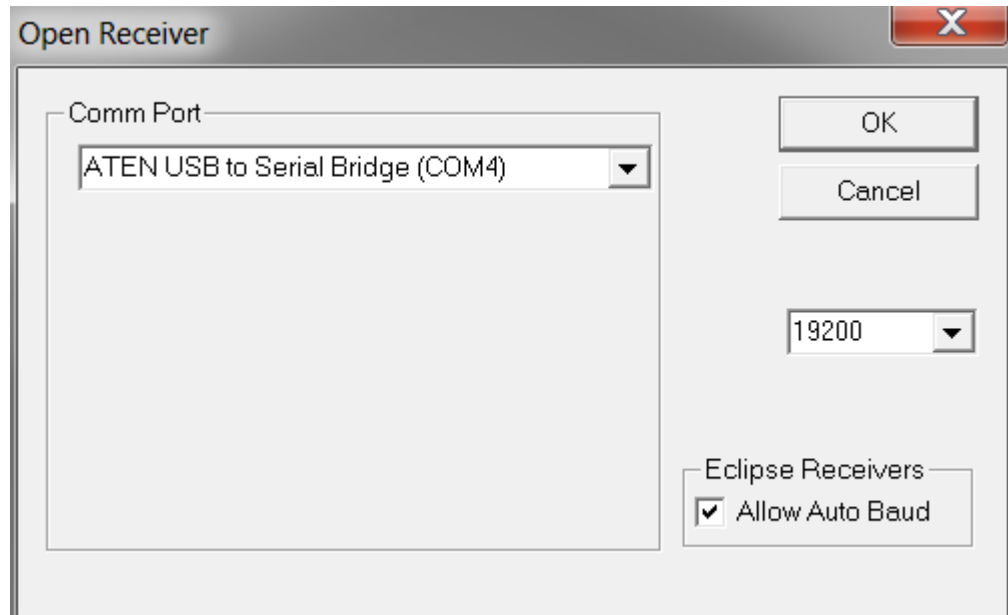 Open Receiver
Comm Port
ATEN USB to Serial Bridge (COM4)
OK
Cancel
19200
Eclipse Receivers
Allow Auto Baud